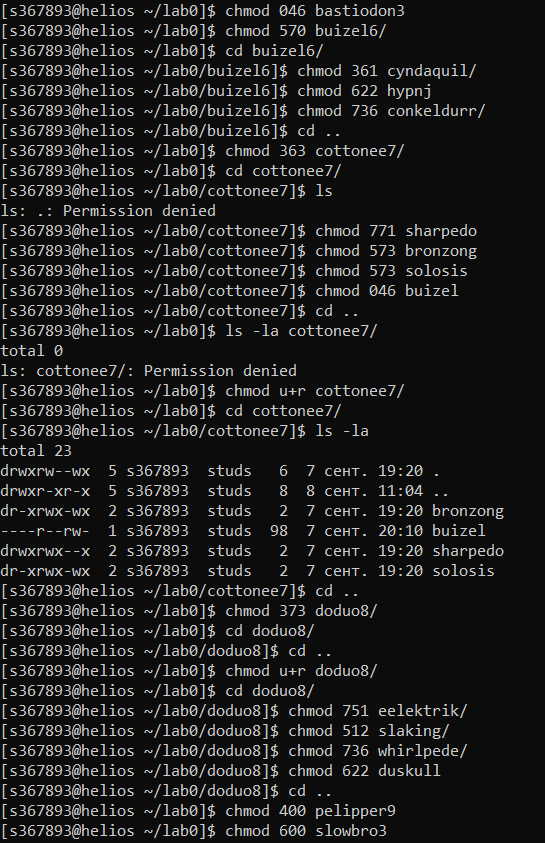 [s367893@helios ~/lab0]$ chmod 046 bastiodon3
[s367893@helios ~/lab0]$ chmod 570 buizel6/
[s367893@helios ~/lab0]$ cd buizel6/
[s367893@helios ~/lab0/buizel6]$ chmod 361 cyndaquil/
[s367893@helios ~/lab0/buizel6]$ chmod 622 hypnj
[s367893@helios ~/lab0/buizel6]$ chmod 736 conkeldurr/
[s367893@helios ~/lab0/buizel6]$ cd ..
[s367893@helios ~/lab0]$ chmod 363 cottonee7/
[s367893@helios ~/lab0]$ cd cottonee7/
[s367893@helios ~/lab0/cottonee7]$ ls
ls: .: Permission denied
[s367893@helios ~/lab0/cottonee7]$ chmod 771 sharpedo
[s367893@helios ~/lab0/cottonee7]$ chmod 573 bronzong
[s367893@helios ~/lab0/cottonee7]$ chmod 573 solosis
[s367893@helios ~/lab0/cottonee7]$ chmod 046 buizel
[s367893@helios ~/lab0/cottonee7]$ cd ..
[s367893@helios ~/lab0]$ ls -la cottonee7/
total 0
ls: cottonee7/: Permission denied
[s367893@helios ~/lab0]$ chmod u+r cottonee7/
[s367893@helios ~/lab0]$ cd cottonee7/
[s367893@helios ~/lab0/cottonee7]$ ls -la
total 23
drwxrw--wx  5 s367893  studs   6  7 сент. 19:20 .
drwxr-xr-x  5 s367893  studs   8  8 сент. 11:04 ..
dr-xrwx-wx  2 s367893  studs   2  7 сент. 19:20 bronzong
----r--rw-  1 s367893  studs  98  7 сент. 20:10 buizel
drwxrwx--x  2 s367893  studs   2  7 сент. 19:20 sharpedo
dr-xrwx-wx  2 s367893  studs   2  7 сент. 19:20 solosis
[s367893@helios ~/lab0/cottonee7]$ cd ..
[s367893@helios ~/lab0]$ chmod 373 doduo8/
[s367893@helios ~/lab0]$ cd doduo8/
[s367893@helios ~/lab0/doduo8]$ cd ..
[s367893@helios ~/lab0]$ chmod u+r doduo8/
[s367893@helios ~/lab0]$ cd doduo8/
[s367893@helios ~/lab0/doduo8]$ chmod 751 eelektrik/
[s367893@helios ~/lab0/doduo8]$ chmod 512 slaking/
[s367893@helios ~/lab0/doduo8]$ chmod 736 whirlpede/
[s367893@helios ~/lab0/doduo8]$ chmod 622 duskull
[s367893@helios ~/lab0/doduo8]$ cd ..
[s367893@helios ~/lab0]$ chmod 400 pelipper9
[s367893@helios ~/lab0]$ chmod 600 slowbro3